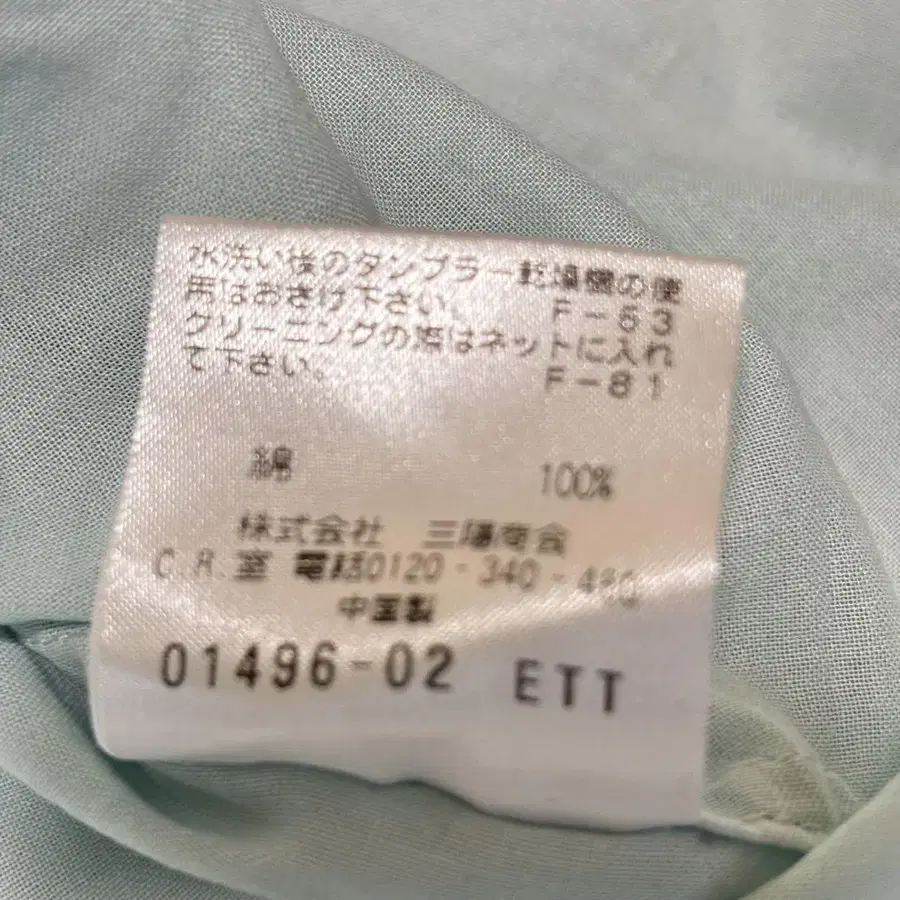 水洗い後のタンブラー乾燥機の使
用はおさけ下さい。 F-53
クリーニングの際はネットに入れ
て下さい。 F-81
綿 100%
株式会社 三陽商会
C.R.室 電話0120-340-460
中国製
01496-02 ETT